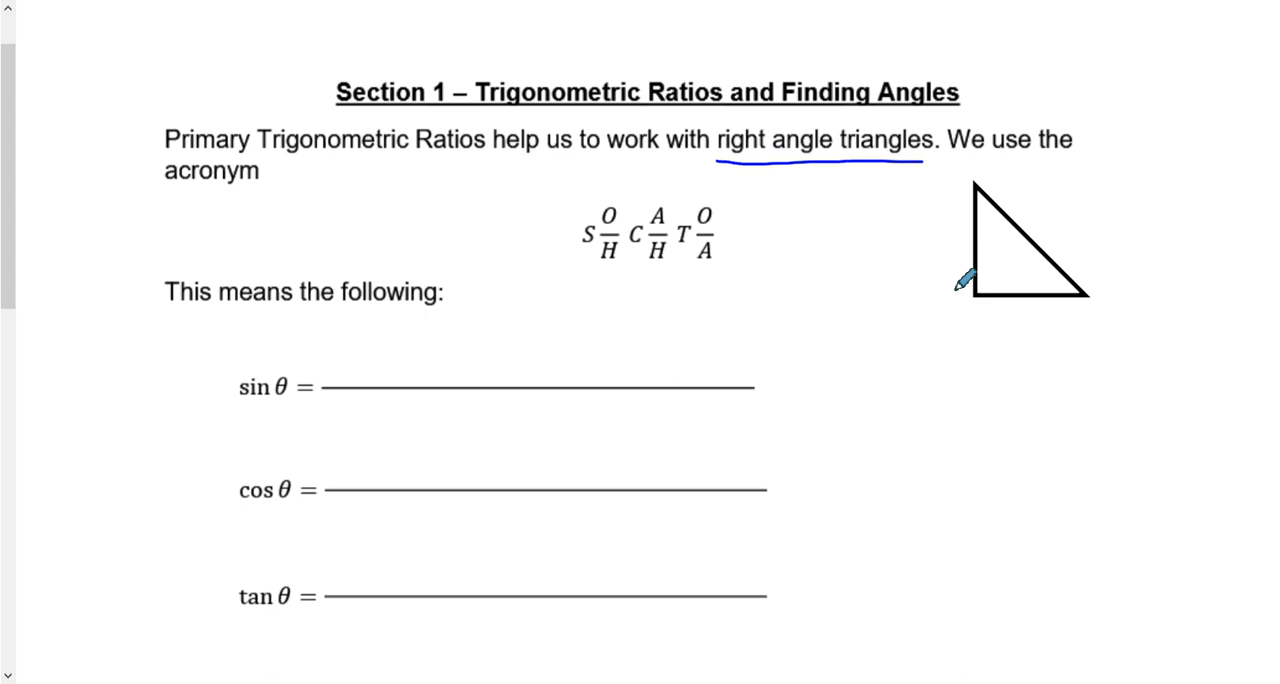 Section 1 – Trigonometric Ratios and Finding Angles
Primary Trigonometric Ratios help us to work with right angle triangles. We use the
acronym
S O/H C A/H T O/A
This means the following:
sin θ =
cos θ =
tan θ =